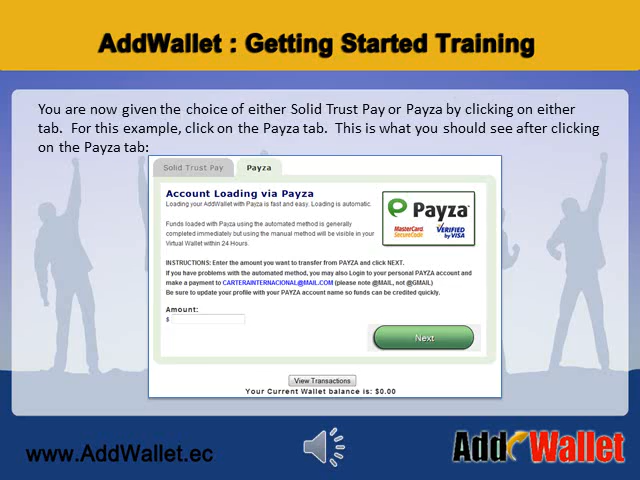 AddWallet : Getting Started Training
You are now given the choice of either Solid Trust Pay or Payza by clicking on either
tab.  For this example, click on the Payza tab.  This is what you should see after clicking
on the Payza tab:
Solid Trust Pay
Payza
Account Loading via Payza
Loading your AddWallet with Payza is fast and easy. Loading is automatic.
Funds loaded with Payza using the automated method is generally
completed immediately but using the manual method will be visible in your
Virtual Wallet within 24 Hours.
Payza
MasterCard
SecureCode
VERIFIED
by VISA
INSTRUCTIONS: Enter the amount you want to transfer from PAYZA and click NEXT.
If you have problems with the automated method, you may also Login to your personal PAYZA account and
make a payment to CARTERAINTERNACIONAL@MAIL.COM (please note @MAIL, not @GMAIL)
Be sure to update your profile with your PAYZA account name so funds can be credited quickly.
Amount:
$
Next
View Transactions
Your Current Wallet balance is: $0.00
www.AddWallet.ec
Add Wallet